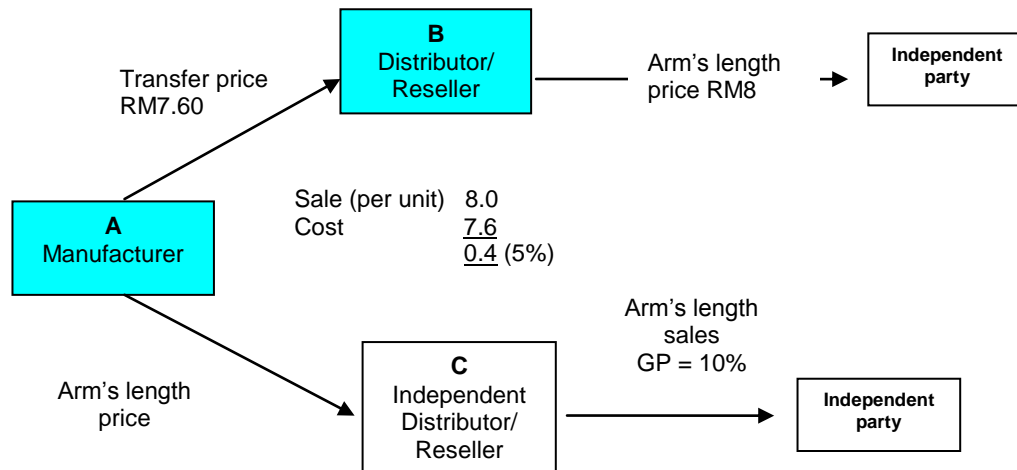 B
Distributor/
Reseller
Transfer price
RM7.60
Arm's length
price RM8
Independent
party
Sale (per unit) 8.0
Cost 7.6
0.4 (5%)
A
Manufacturer
Arm's length
sales
GP = 10%
Arm's length
price
C
Independent
Distributor/
Reseller
Independent
party